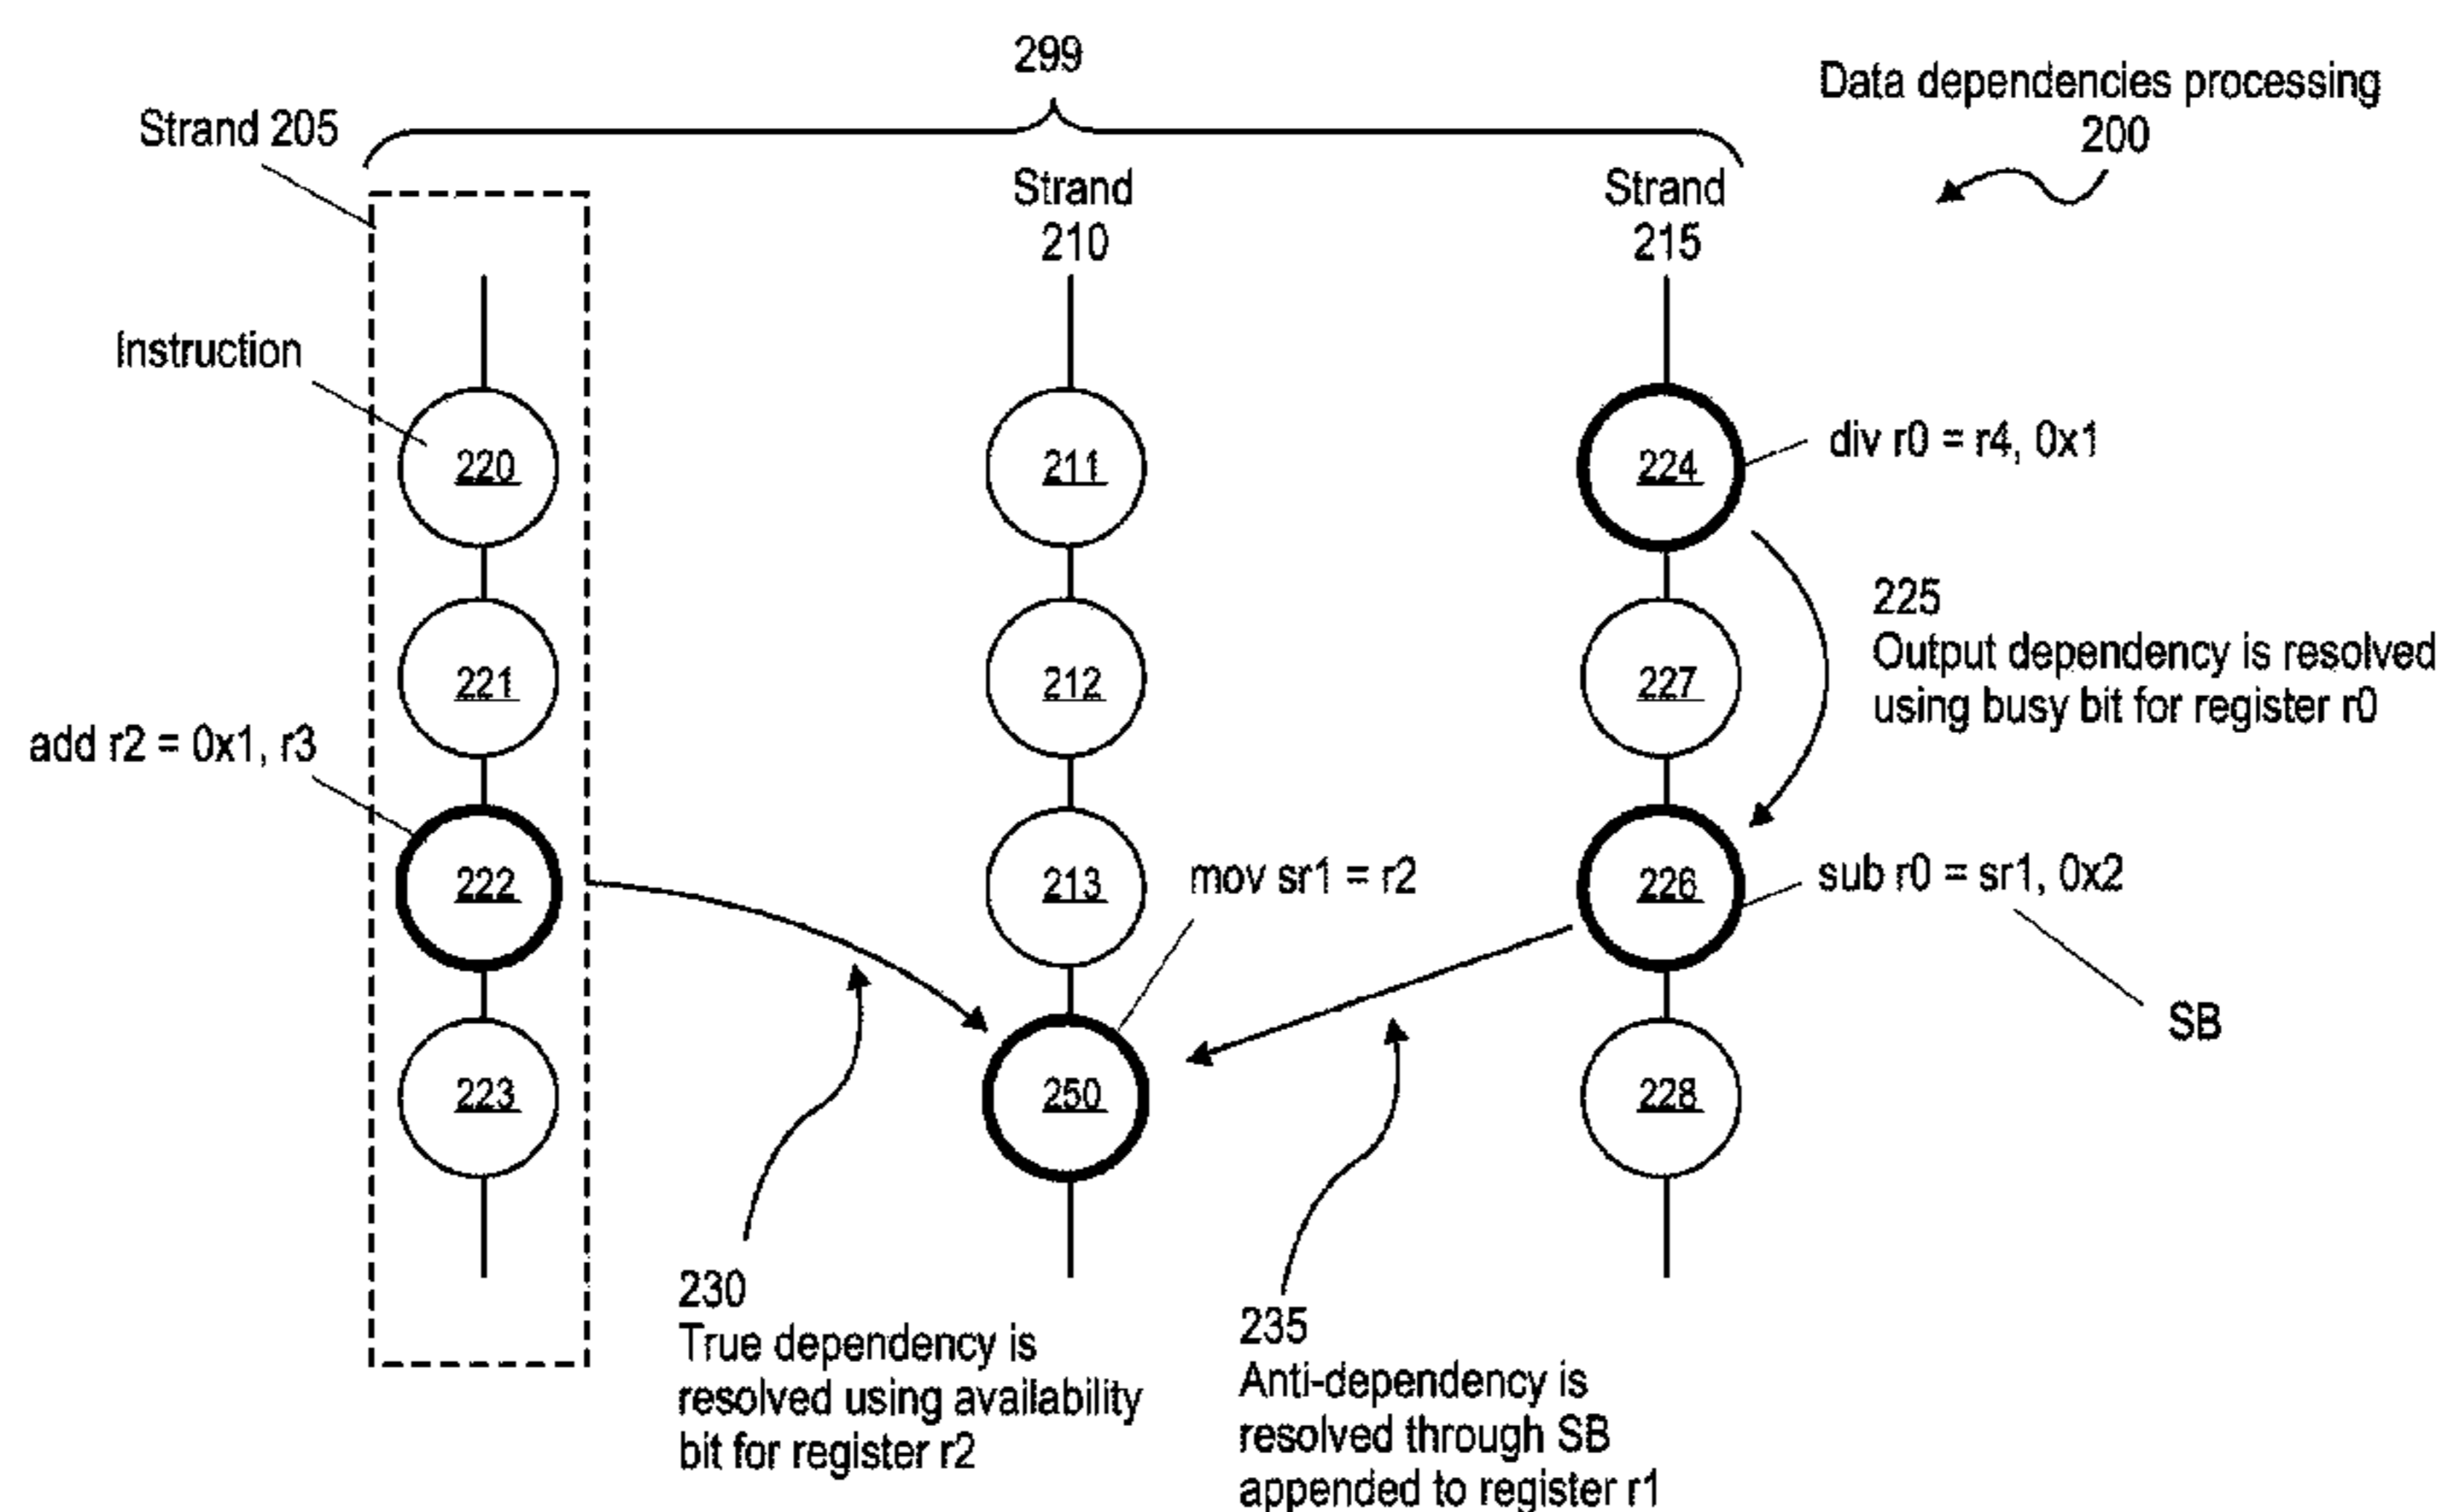 299
Data dependencies processing
200
Strand 205
Strand
210
Strand
215
Instruction
220
211
224
div r0 = r4, 0x1
221
212
227
225
Output dependency is resolved
using busy bit for register r0
add r2 = 0x1, r3
222
213
mov sr1 = r2
226
sub r0 = sr1, 0x2
SB
223
250
228
230
True dependency is
resolved using availability
bit for register r2
235
Anti-dependency is
resolved through SB
appended to register r1